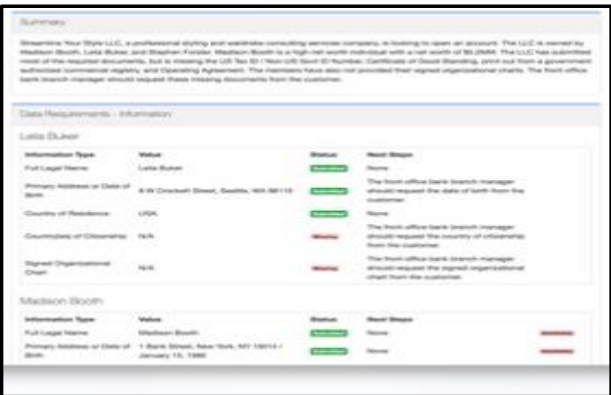 Summary
Streamline Your Style LLC, a professional styling and wardrobe consulting services company, is looking to open an account. The LLC is owned by
Madison Booth, Leila Buker, and Stephen Forster. Madison Booth is a high net worth individual with a net worth of. The LLC has submitted
most of the required documents, but is missing the US Tax ID / Non US Govt ID Number, Certificate of Good Standing, print out from a government
authorized commercial registry, and Operating Agreement. The members have also not provided their signed organizational charts. The front office
bank branch manager should request these missing documents from the customer.
Data Requirements - Information
Leila Buker
Information Type Value Status Next Steps
Full Legal Name Leila Buker Submitted None
Primary Address or Date of Birth 8 W Crockett Street, Seattle, WA Submitted The front office bank branch manager should request the date of birth from the customer.
Country of Residence USA Submitted None
Country(ies) of Citizenship N/A Missing The front office bank branch manager should request the country of citizenship from the customer.
Signed Organizational Chart N/A Missing The front office bank branch manager should request the signed organizational chart from the customer.
Madison Booth
Information Type Value Status Next Steps
Full Legal Name Madison Booth Submitted None
Primary Address or Date of Birth 1 Bank Street, New York, NY / January 15, Submitted None